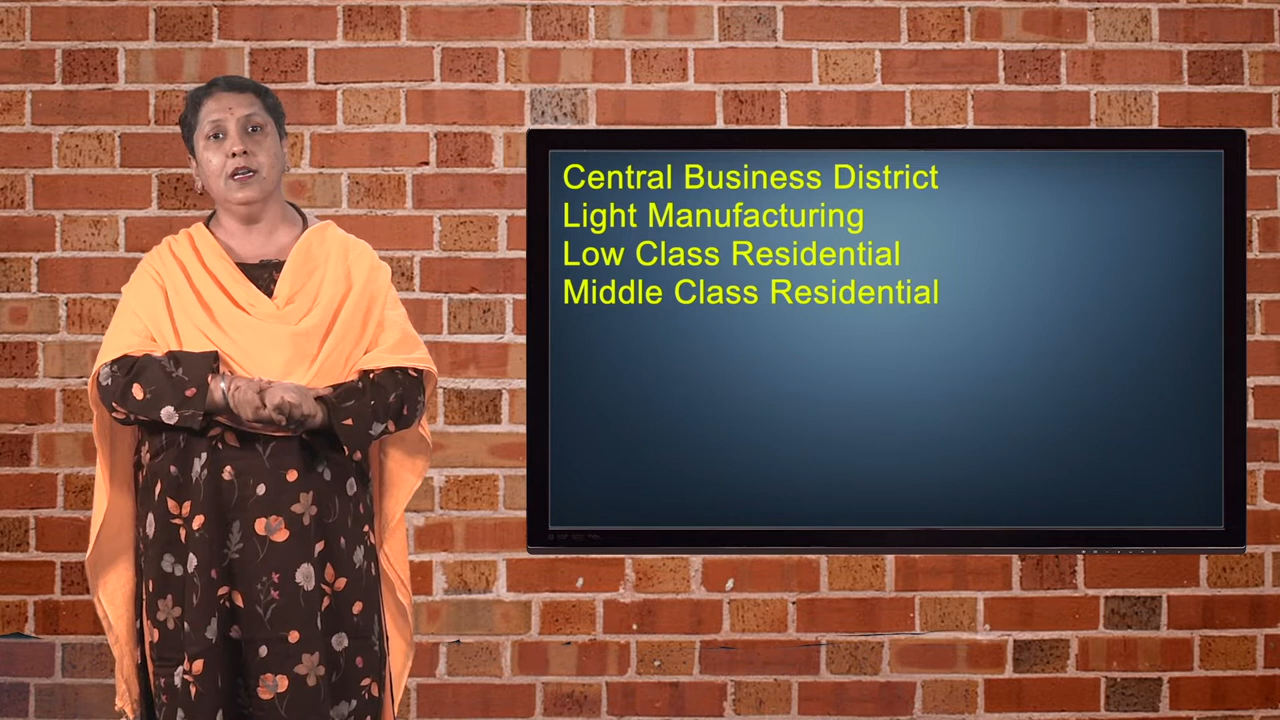 Central Business District
Light Manufacturing
Low Class Residential
Middle Class Residential